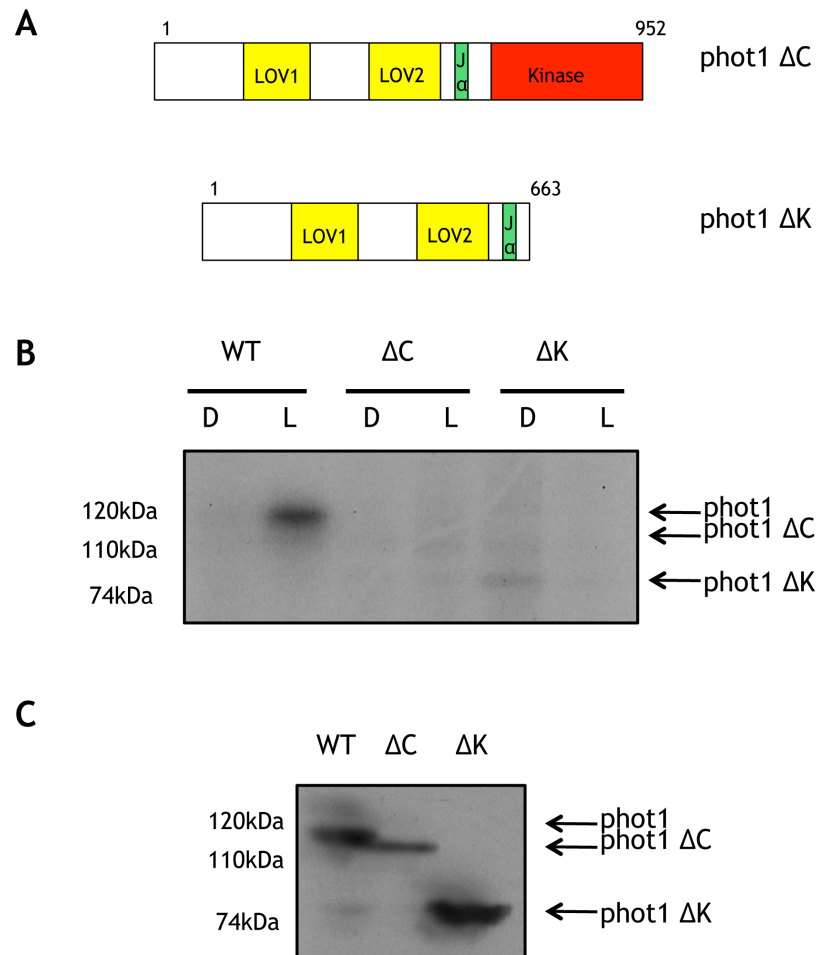 A
1 952
LOV1 LOV2 J α Kinase
phot1 ΔC
1 663
LOV1 LOV2 J α
phot1 ΔK
B
WT ΔC ΔK
D L D L D L
120kDa
110kDa
74kDa
phot1
phot1 ΔC
phot1 ΔK
C
WT ΔC ΔK
120kDa
110kDa
74kDa
phot1
phot1 ΔC
phot1 ΔK